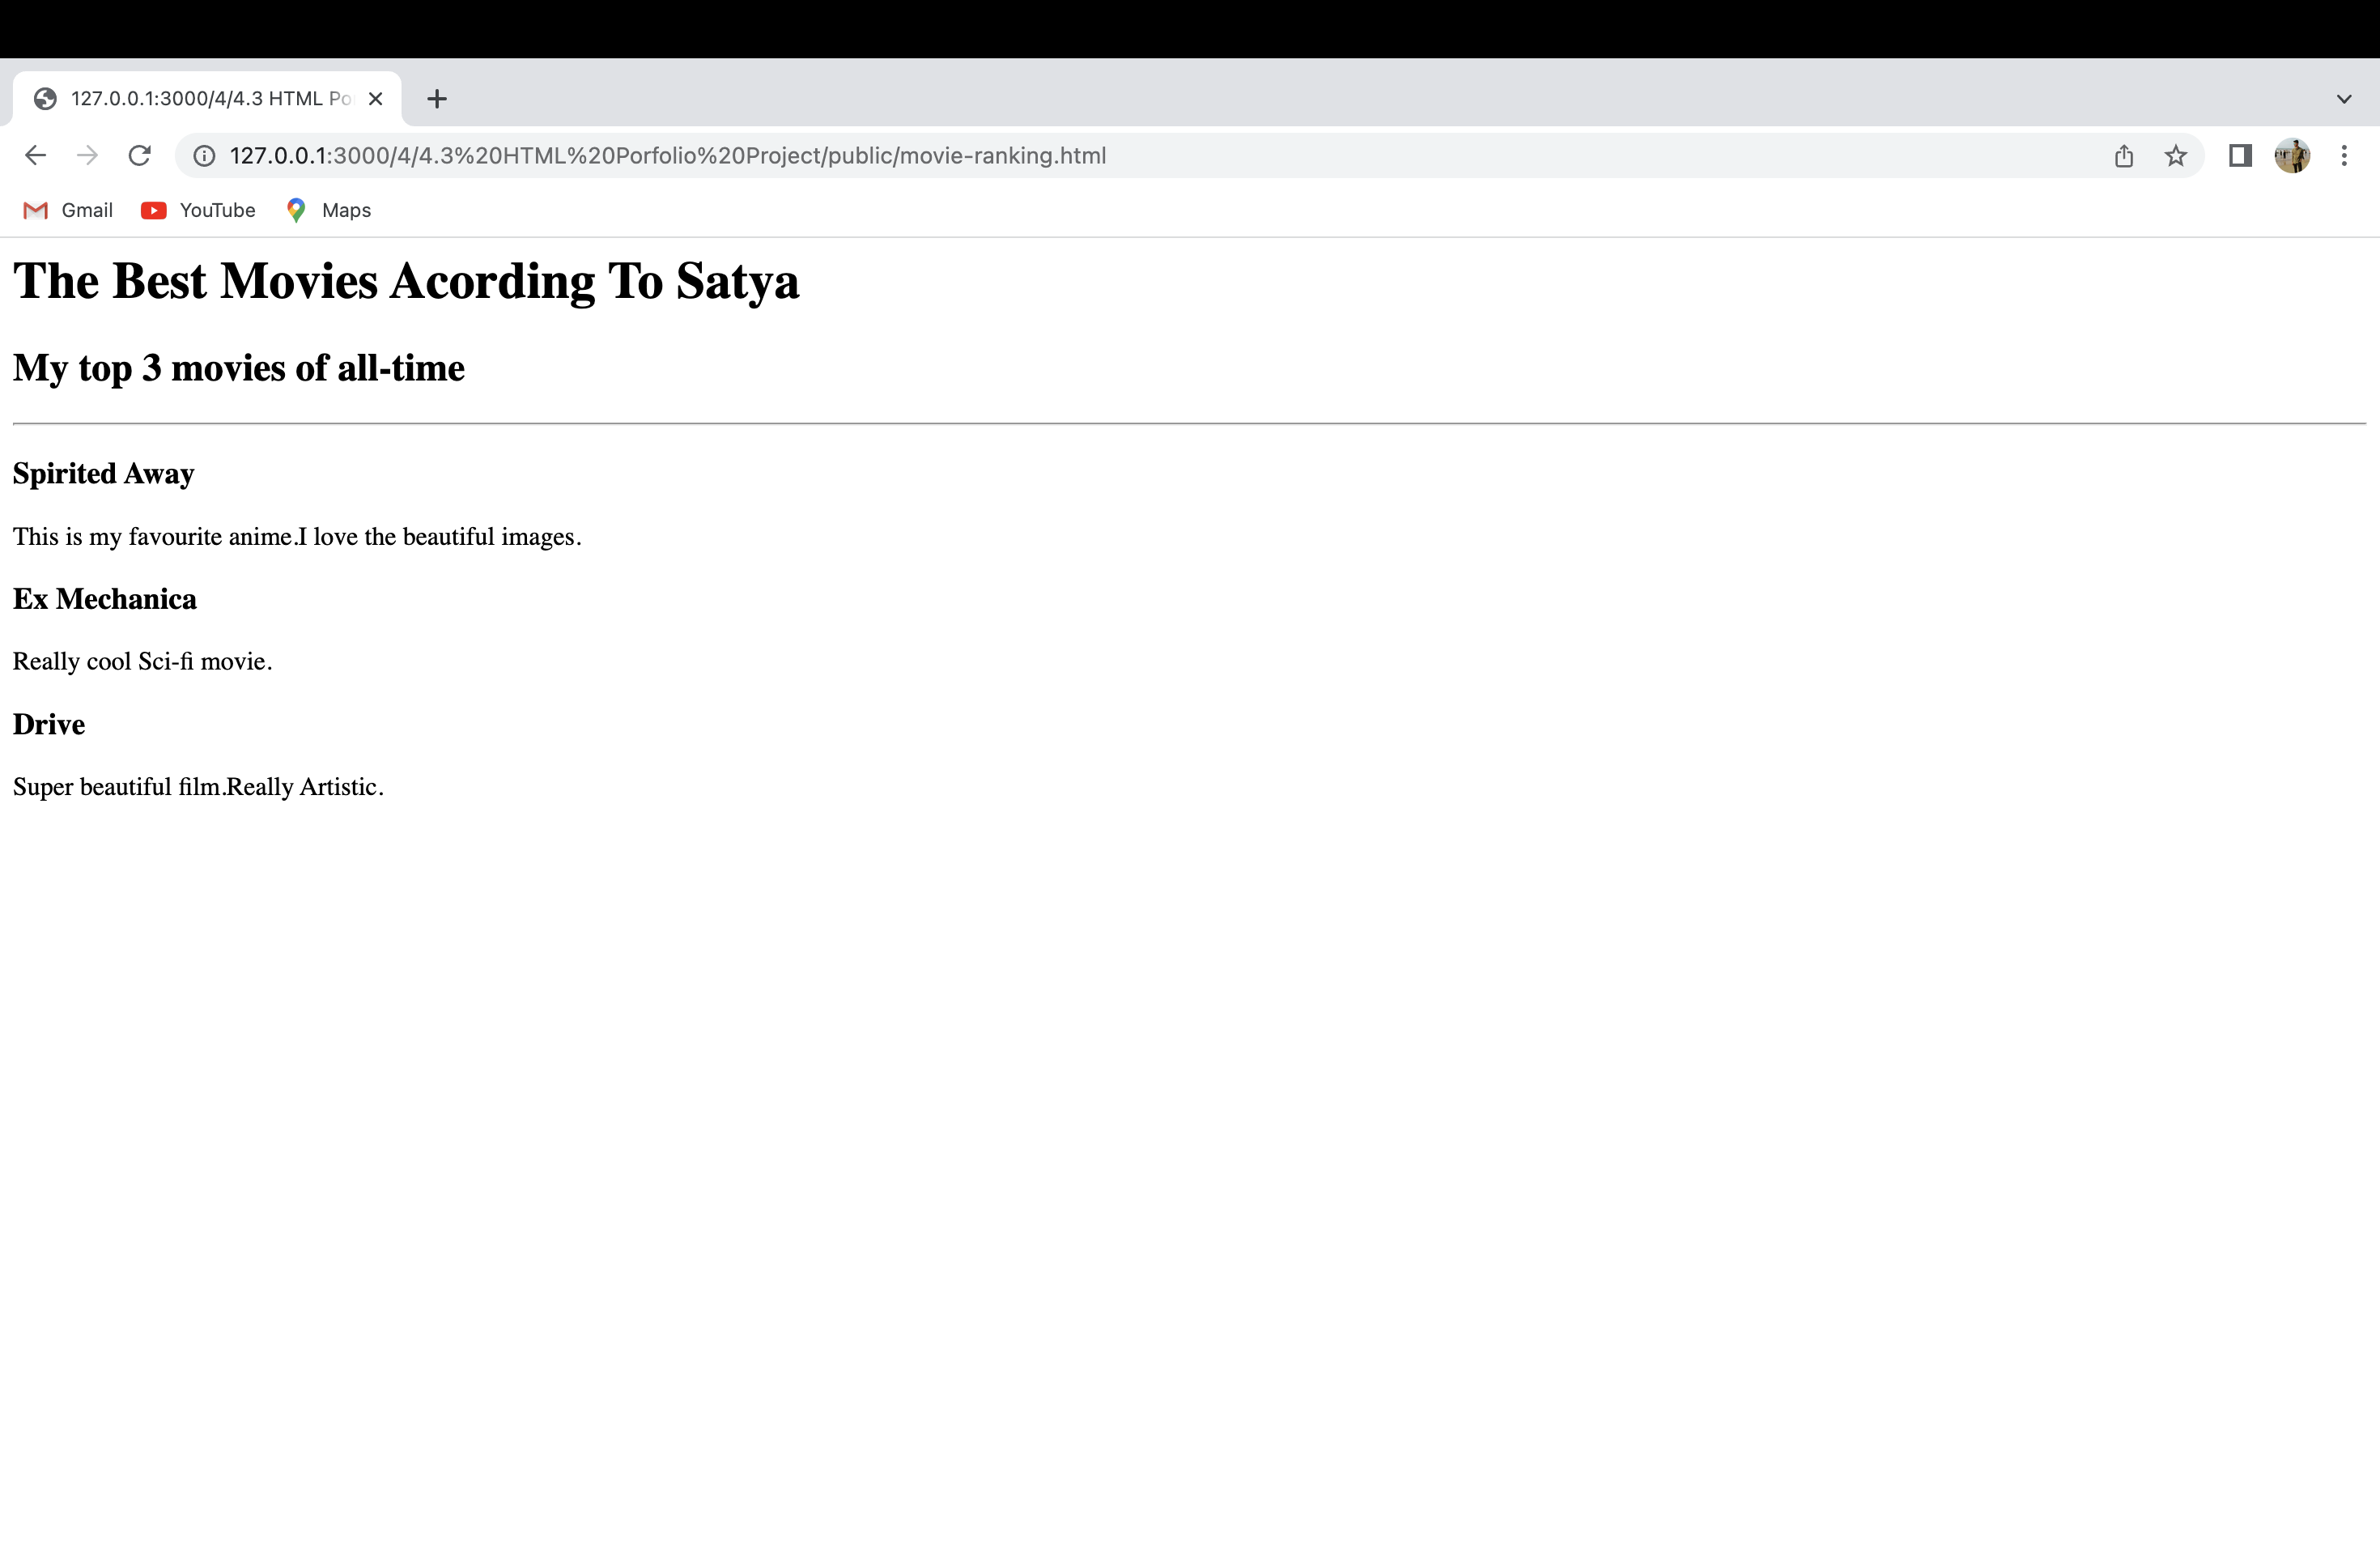 127.0.0.1:3000/4/4.3 HTML Po
127.0.0.1:3000/4/4.3%20HTML%20Porfolio%20Project/public/movie-ranking.html
Gmail YouTube Maps
The Best Movies Acording To Satya
My top 3 movies of all-time
Spirited Away
This is my favourite anime.I love the beautiful images.
Ex Mechanica
Really cool Sci-fi movie.
Drive
Super beautiful film.Really Artistic.